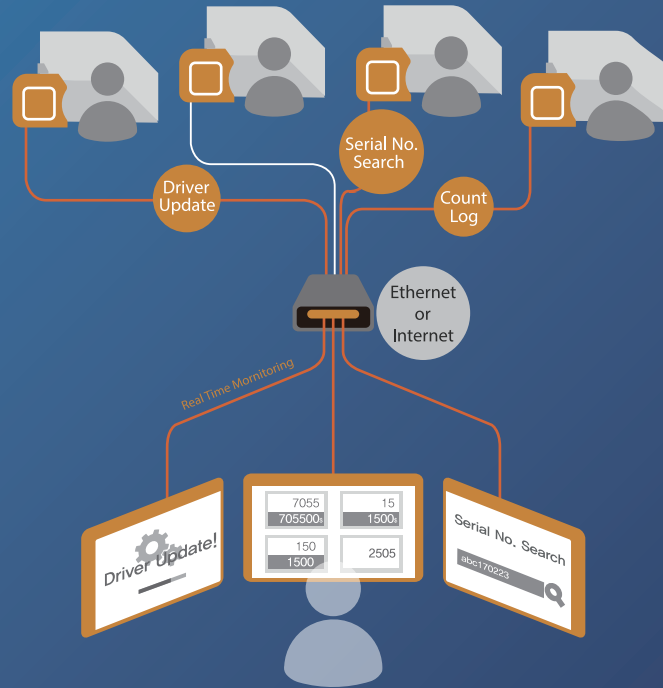 Serial No.
Search
Driver
Update
Count
Log
Ethernet
or
Internet
Real Time Mornitoring
Driver Update!
7055
705500$
15
1500$
150
1500
2505
Serial No. Search
abc170223